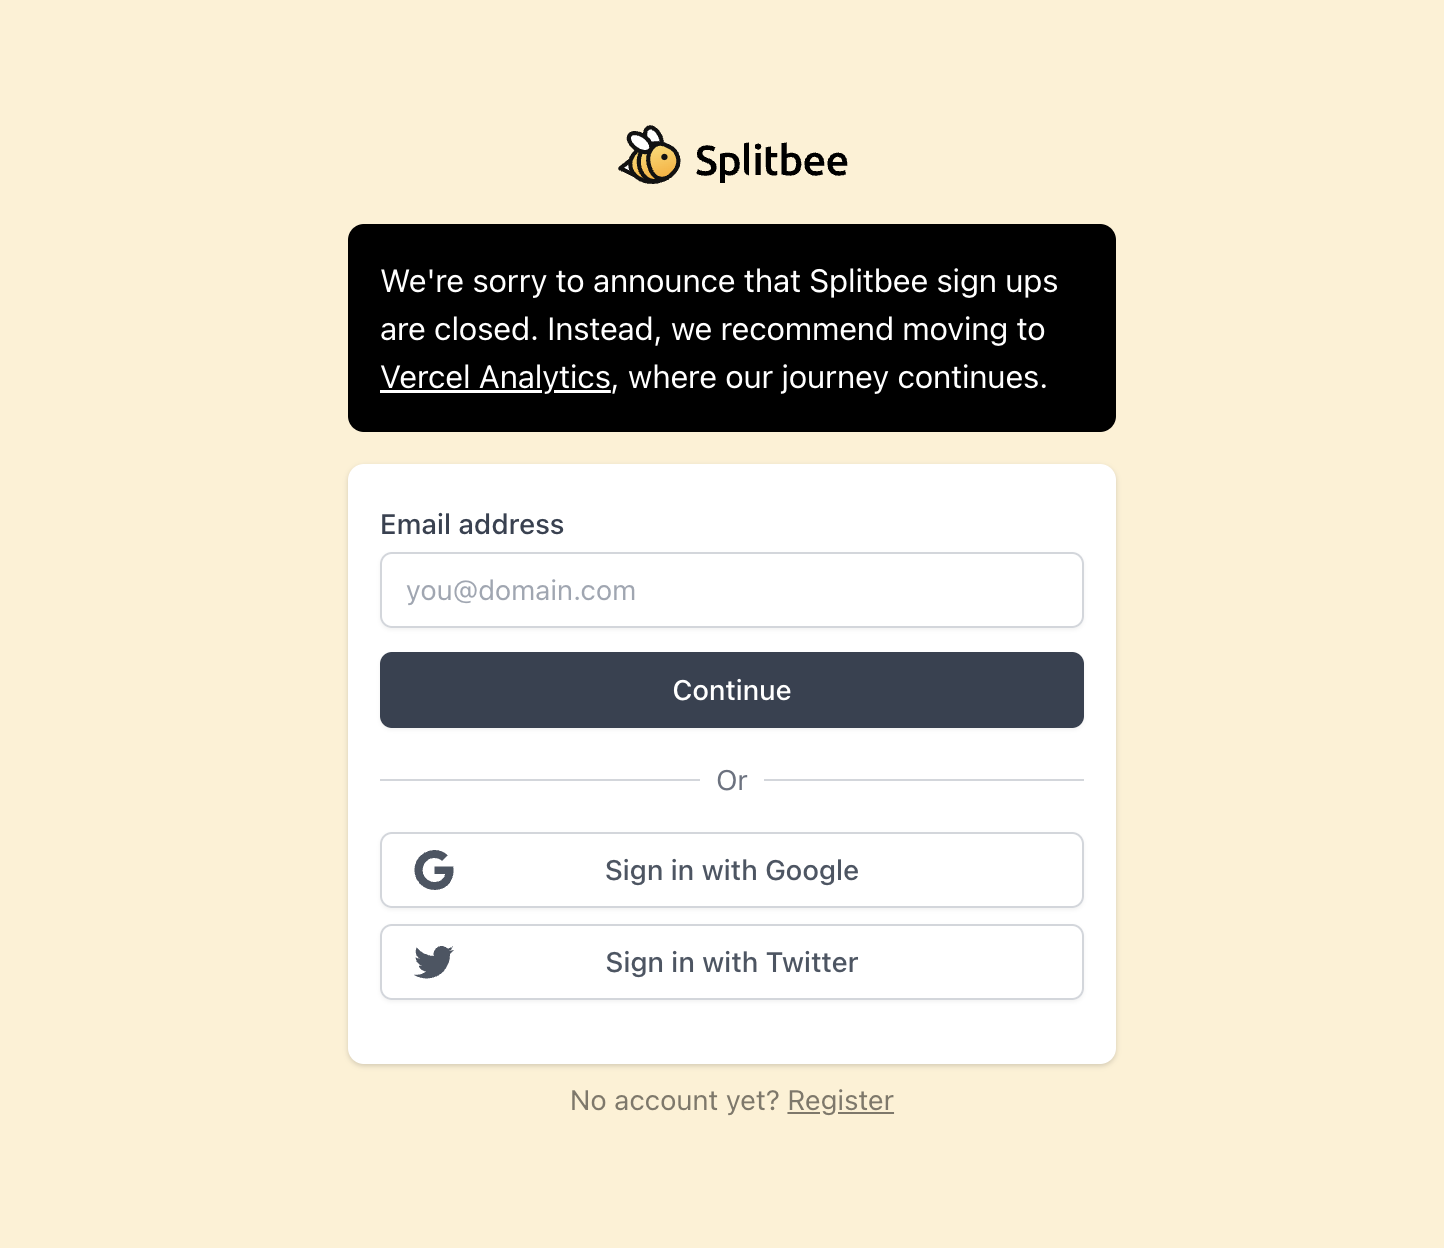 Splitbee
We're sorry to announce that Splitbee sign ups
are closed. Instead, we recommend moving to
Vercel Analytics, where our journey continues.
Email address
you@domain.com
Continue
Or
Sign in with Google
Sign in with Twitter
No account yet? Register